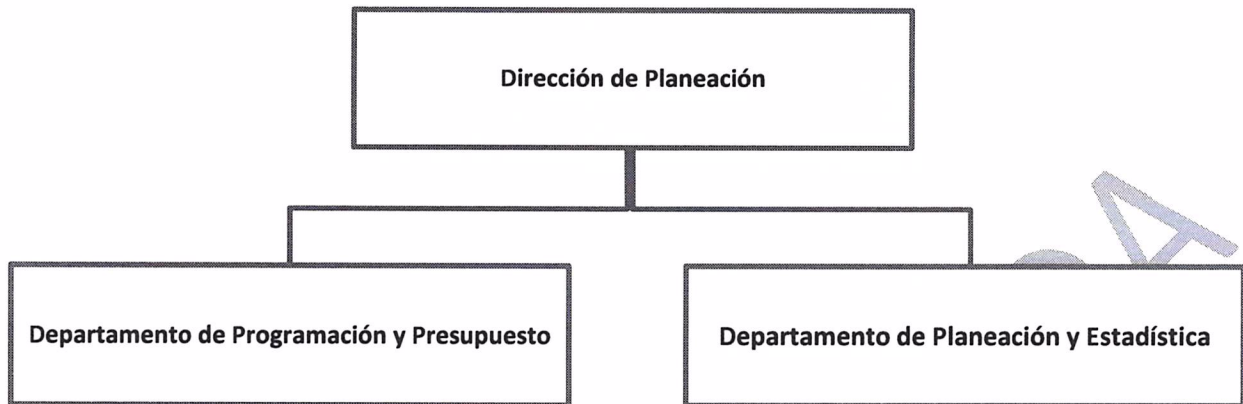 Dirección de Planeación
Departamento de Programación y Presupuesto
Departamento de Planeación y Estadística